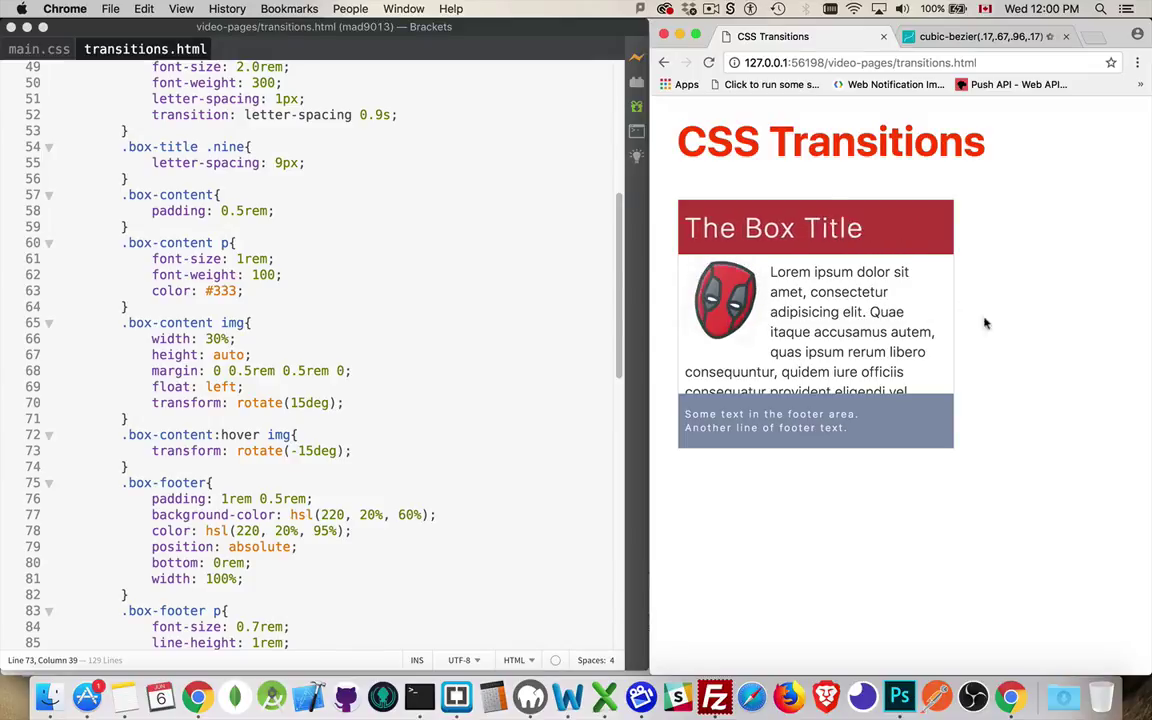 Chrome File Edit View History Bookmarks People Window Help
100% Wed 12:00 PM
video-pages/transitions.html (mad9013) — Brackets
main.css transitions.html
49 font-size: 2.0rem;
50 font-weight: 300;
51 letter-spacing: 1px;
52 transition: letter-spacing 0.9s;
53 }
54 .box-title .nine{
55 letter-spacing: 9px;
56 }
57 .box-content{
58 padding: 0.5rem;
59 }
60 .box-content p{
61 font-size: 1rem;
62 font-weight: 100;
63 color: #333;
64 }
65 .box-content img{
66 width: 30%;
67 height: auto;
68 margin: 0 0.5rem 0.5rem 0;
69 float: left;
70 transform: rotate(15deg);
71 }
72 .box-content:hover img{
73 transform: rotate(-15deg);
74 }
75 .box-footer{
76 padding: 1rem 0.5rem;
77 background-color: hsl(220, 20%, 60%);
78 color: hsl(220, 20%, 95%);
79 position: absolute;
80 bottom: 0rem;
81 width: 100%;
82 }
83 .box-footer p{
84 font-size: 0.7rem;
85 line-height: 1rem;
Line 73, Column 39 — 129 Lines
INS UTF-8 HTML Spaces: 4
CSS Transitions
cubic-bezier(.17,.67,.96,.17)
127.0.0.1:56198/video-pages/transitions.html
Apps Click to run some s... Web Notification Im... Push API - Web API... »
CSS Transitions
The Box Title
Lorem ipsum dolor sit
amet, consectetur
adipisicing elit. Quae
itaque accusamus autem,
quas ipsum rerum libero
consequuntur, quidem iure officiis
consequatur provident eligendi vel
Some text in the footer area.
Another line of footer text.
JUN
6